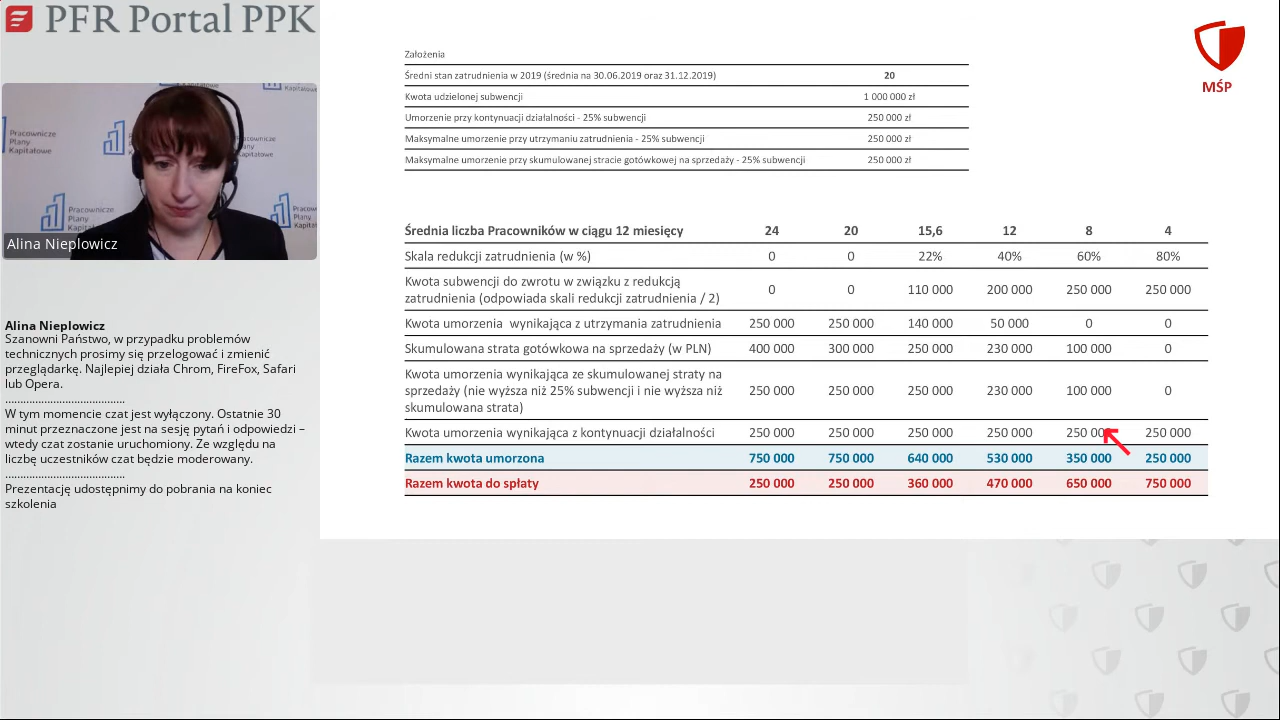 PFR Portal PPK
Pracownicze
Plany
Kapitałowe
Pracownicze
Plany
Kapitałowe
Pracownicze
Plany
Kapitałowe
Pracownicze
Plany
Alina Nieplowicz
Alina Nieplowicz
Szanowni Państwo, w przypadku problemów
technicznych prosimy się przelogować i zmienić
przeglądarkę. Najlepiej działa Chrom, FireFox, Safari
lub Opera.
........................................
W tym momencie czat jest wyłączony. Ostatnie 30
minut przeznaczone jest na sesję pytań i odpowiedzi –
wtedy czat zostanie uruchomiony. Ze względu na
liczbę uczestników czat będzie moderowany.
........................................
Prezentację udostępnimy do pobrania na koniec
szkolenia
MŚP
Założenia
Średni stan zatrudnienia w 2019 (średnia na 30.06.2019 oraz 31.12.2019) 20
Kwota udzielonej subwencji 1 000 000 zł
Umorzenie przy kontynuacji działalności - 25% subwencji 250 000 zł
Maksymalne umorzenie przy utrzymaniu zatrudnienia - 25% subwencji 250 000 zł
Maksymalne umorzenie przy skumulowanej stracie gotówkowej na sprzedaży - 25% subwencji 250 000 zł
Średnia liczba Pracowników w ciągu 12 miesięcy 24 20 15,6 12 8 4
Skala redukcji zatrudnienia (w %) 0 0 22% 40% 60% 80%
Kwota subwencji do zwrotu w związku z redukcją
zatrudnienia (odpowiada skali redukcji zatrudnienia / 2) 0 0 110 000 200 000 250 000 250 000
Kwota umorzenia wynikająca z utrzymania zatrudnienia 250 000 250 000 140 000 50 000 0 0
Skumulowana strata gotówkowa na sprzedaży (w PLN) 400 000 300 000 250 000 230 000 100 000 0
Kwota umorzenia wynikająca ze skumulowanej straty na
sprzedaży (nie wyższa niż 25% subwencji i nie wyższa niż 250 000 250 000 250 000 230 000 100 000 0
skumulowana strata)
Kwota umorzenia wynikająca z kontynuacji działalności 250 000 250 000 250 000 250 000 250 000 250 000
Razem kwota umorzona 750 000 750 000 640 000 530 000 350 000 250 000
Razem kwota do spłaty 250 000 250 000 360 000 470 000 650 000 750 000